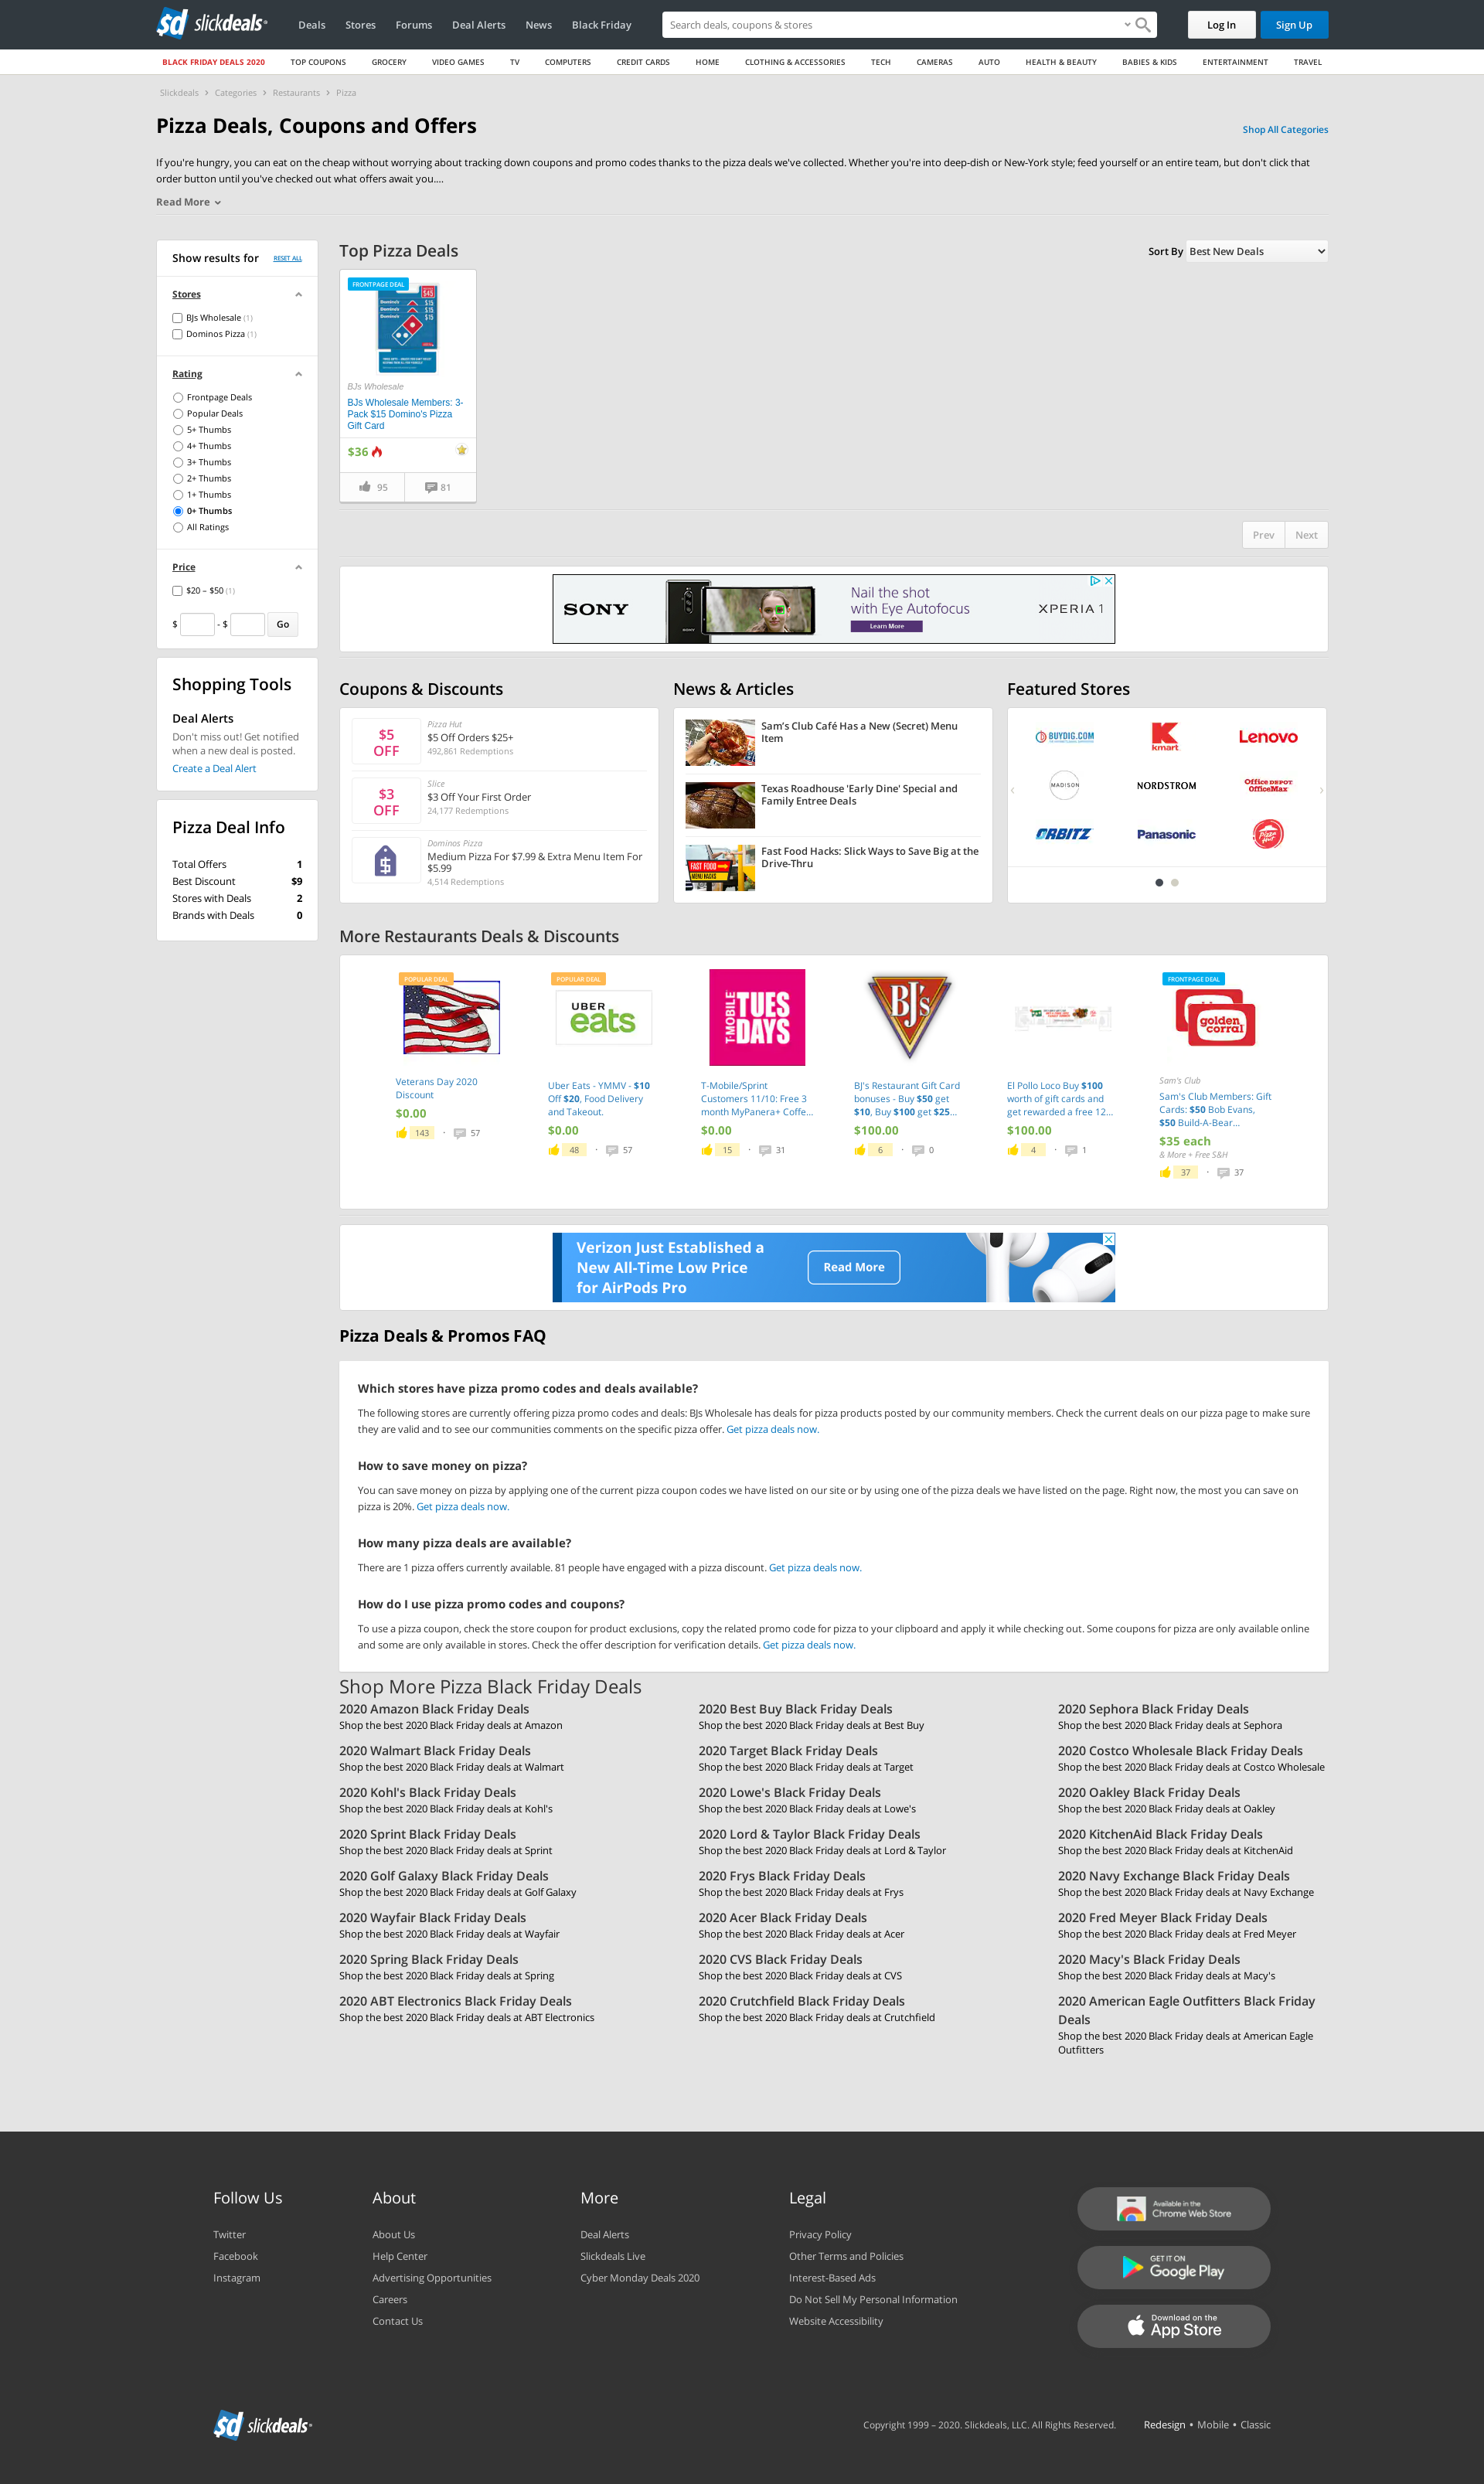 slickdeals
Deals
Stores
Forums
Deal Alerts
News
Black Friday
Search deals, coupons & stores
Log In
Sign Up
BLACK FRIDAY DEALS 2020
TOP COUPONS
GROCERY
VIDEO GAMES
TV
COMPUTERS
CREDIT CARDS
HOME
CLOTHING & ACCESSORIES
TECH
CAMERAS
AUTO
HEALTH & BEAUTY
BABIES & KIDS
ENTERTAINMENT
TRAVEL
Slickdeals › Categories › Restaurants › Pizza
Pizza Deals, Coupons and Offers
Shop All Categories
If you're hungry, you can eat on the cheap without worrying about tracking down coupons and promo codes thanks to the pizza deals we've collected. Whether you're into deep-dish or New-York style; feed yourself or an entire team, but don't click that
order button until you've checked out what offers await you....
Read More
Show results for
RESET ALL
Stores
BJs Wholesale (1)
Dominos Pizza (1)
Rating
Frontpage Deals
Popular Deals
5+ Thumbs
4+ Thumbs
3+ Thumbs
2+ Thumbs
1+ Thumbs
0+ Thumbs
All Ratings
Price
$20 – $50 (1)
$ - $ Go
Shopping Tools
Deal Alerts
Don't miss out! Get notified
when a new deal is posted.
Create a Deal Alert
Pizza Deal Info
Total Offers 1
Best Discount $9
Stores with Deals 2
Brands with Deals 0
Top Pizza Deals
Sort By Best New Deals
FRONTPAGE DEAL
$45
Domino's $15
Domino's $15
Domino's $15
BJs Wholesale
BJs Wholesale Members: 3-
Pack $15 Domino's Pizza
Gift Card
$36
95
81
Prev
Next
SONY
SONY
Nail the shot
with Eye Autofocus
Learn More
XPERIA 1
Coupons & Discounts
$5
OFF
Pizza Hut
$5 Off Orders $25+
492,861 Redemptions
$3
OFF
Slice
$3 Off Your First Order
24,177 Redemptions
Dominos Pizza
Medium Pizza For $7.99 & Extra Menu Item For
$5.99
4,514 Redemptions
News & Articles
Sam's Club Café Has a New (Secret) Menu
Item
Texas Roadhouse 'Early Dine' Special and
Family Entree Deals
FAST FOOD
MENU HACKS
Fast Food Hacks: Slick Ways to Save Big at the
Drive-Thru
Featured Stores
BUYDIG.COM
kmart
Lenovo
MADISON
NORDSTROM
Office DEPOT
OfficeMax
ORBITZ
Panasonic
Pizza Hut
More Restaurants Deals & Discounts
POPULAR DEAL
Veterans Day 2020
Discount
$0.00
143 · 57
POPULAR DEAL
UBER
eats
Uber Eats - YMMV - $10
Off $20, Food Delivery
and Takeout.
$0.00
48 · 57
T-MOBILE
TUES
DAYS
T-Mobile/Sprint
Customers 11/10: Free 3
month MyPanera+ Coffe...
$0.00
15 · 31
BJ's
BJ's Restaurant Gift Card
bonuses - Buy $50 get
$10, Buy $100 get $25...
$100.00
6 · 0
El Pollo Loco Buy $100
worth of gift cards and
get rewarded a free 12...
$100.00
4 · 1
FRONTPAGE DEAL
golden
corral
Sam's Club
Sam's Club Members: Gift
Cards: $50 Bob Evans,
$50 Build-A-Bear...
$35 each
& More + Free S&H
37 · 37
Verizon Just Established a
New All-Time Low Price
for AirPods Pro
Read More
Pizza Deals & Promos FAQ
Which stores have pizza promo codes and deals available?
The following stores are currently offering pizza promo codes and deals: BJs Wholesale has deals for pizza products posted by our community members. Check the current deals on our pizza page to make sure
they are valid and to see our communities comments on the specific pizza offer. Get pizza deals now.
How to save money on pizza?
You can save money on pizza by applying one of the current pizza coupon codes we have listed on our site or by using one of the pizza deals we have listed on the page. Right now, the most you can save on
pizza is 20%. Get pizza deals now.
How many pizza deals are available?
There are 1 pizza offers currently available. 81 people have engaged with a pizza discount. Get pizza deals now.
How do I use pizza promo codes and coupons?
To use a pizza coupon, check the store coupon for product exclusions, copy the related promo code for pizza to your clipboard and apply it while checking out. Some coupons for pizza are only available online
and some are only available in stores. Check the offer description for verification details. Get pizza deals now.
Shop More Pizza Black Friday Deals
2020 Amazon Black Friday Deals
Shop the best 2020 Black Friday deals at Amazon
2020 Best Buy Black Friday Deals
Shop the best 2020 Black Friday deals at Best Buy
2020 Sephora Black Friday Deals
Shop the best 2020 Black Friday deals at Sephora
2020 Walmart Black Friday Deals
Shop the best 2020 Black Friday deals at Walmart
2020 Target Black Friday Deals
Shop the best 2020 Black Friday deals at Target
2020 Costco Wholesale Black Friday Deals
Shop the best 2020 Black Friday deals at Costco Wholesale
2020 Kohl's Black Friday Deals
Shop the best 2020 Black Friday deals at Kohl's
2020 Lowe's Black Friday Deals
Shop the best 2020 Black Friday deals at Lowe's
2020 Oakley Black Friday Deals
Shop the best 2020 Black Friday deals at Oakley
2020 Sprint Black Friday Deals
Shop the best 2020 Black Friday deals at Sprint
2020 Lord & Taylor Black Friday Deals
Shop the best 2020 Black Friday deals at Lord & Taylor
2020 KitchenAid Black Friday Deals
Shop the best 2020 Black Friday deals at KitchenAid
2020 Golf Galaxy Black Friday Deals
Shop the best 2020 Black Friday deals at Golf Galaxy
2020 Frys Black Friday Deals
Shop the best 2020 Black Friday deals at Frys
2020 Navy Exchange Black Friday Deals
Shop the best 2020 Black Friday deals at Navy Exchange
2020 Wayfair Black Friday Deals
Shop the best 2020 Black Friday deals at Wayfair
2020 Acer Black Friday Deals
Shop the best 2020 Black Friday deals at Acer
2020 Fred Meyer Black Friday Deals
Shop the best 2020 Black Friday deals at Fred Meyer
2020 Spring Black Friday Deals
Shop the best 2020 Black Friday deals at Spring
2020 CVS Black Friday Deals
Shop the best 2020 Black Friday deals at CVS
2020 Macy's Black Friday Deals
Shop the best 2020 Black Friday deals at Macy's
2020 ABT Electronics Black Friday Deals
Shop the best 2020 Black Friday deals at ABT Electronics
2020 Crutchfield Black Friday Deals
Shop the best 2020 Black Friday deals at Crutchfield
2020 American Eagle Outfitters Black Friday
Deals
Shop the best 2020 Black Friday deals at American Eagle
Outfitters
Follow Us
Twitter
Facebook
Instagram
About
About Us
Help Center
Advertising Opportunities
Careers
Contact Us
More
Deal Alerts
Slickdeals Live
Cyber Monday Deals 2020
Legal
Privacy Policy
Other Terms and Policies
Interest-Based Ads
Do Not Sell My Personal Information
Website Accessibility
Available in the
Chrome Web Store
GET IT ON
Google Play
Download on the
App Store
slickdeals
Copyright 1999 – 2020. Slickdeals, LLC. All Rights Reserved.
Redesign • Mobile • Classic